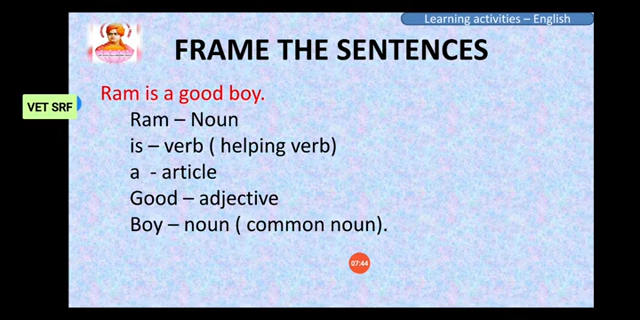 Learning activities – English
FRAME THE SENTENCES
Ram is a good boy.
VET SRF
Ram – Noun
is – verb ( helping verb)
a - article
Good – adjective
Boy – noun ( common noun).
07:44